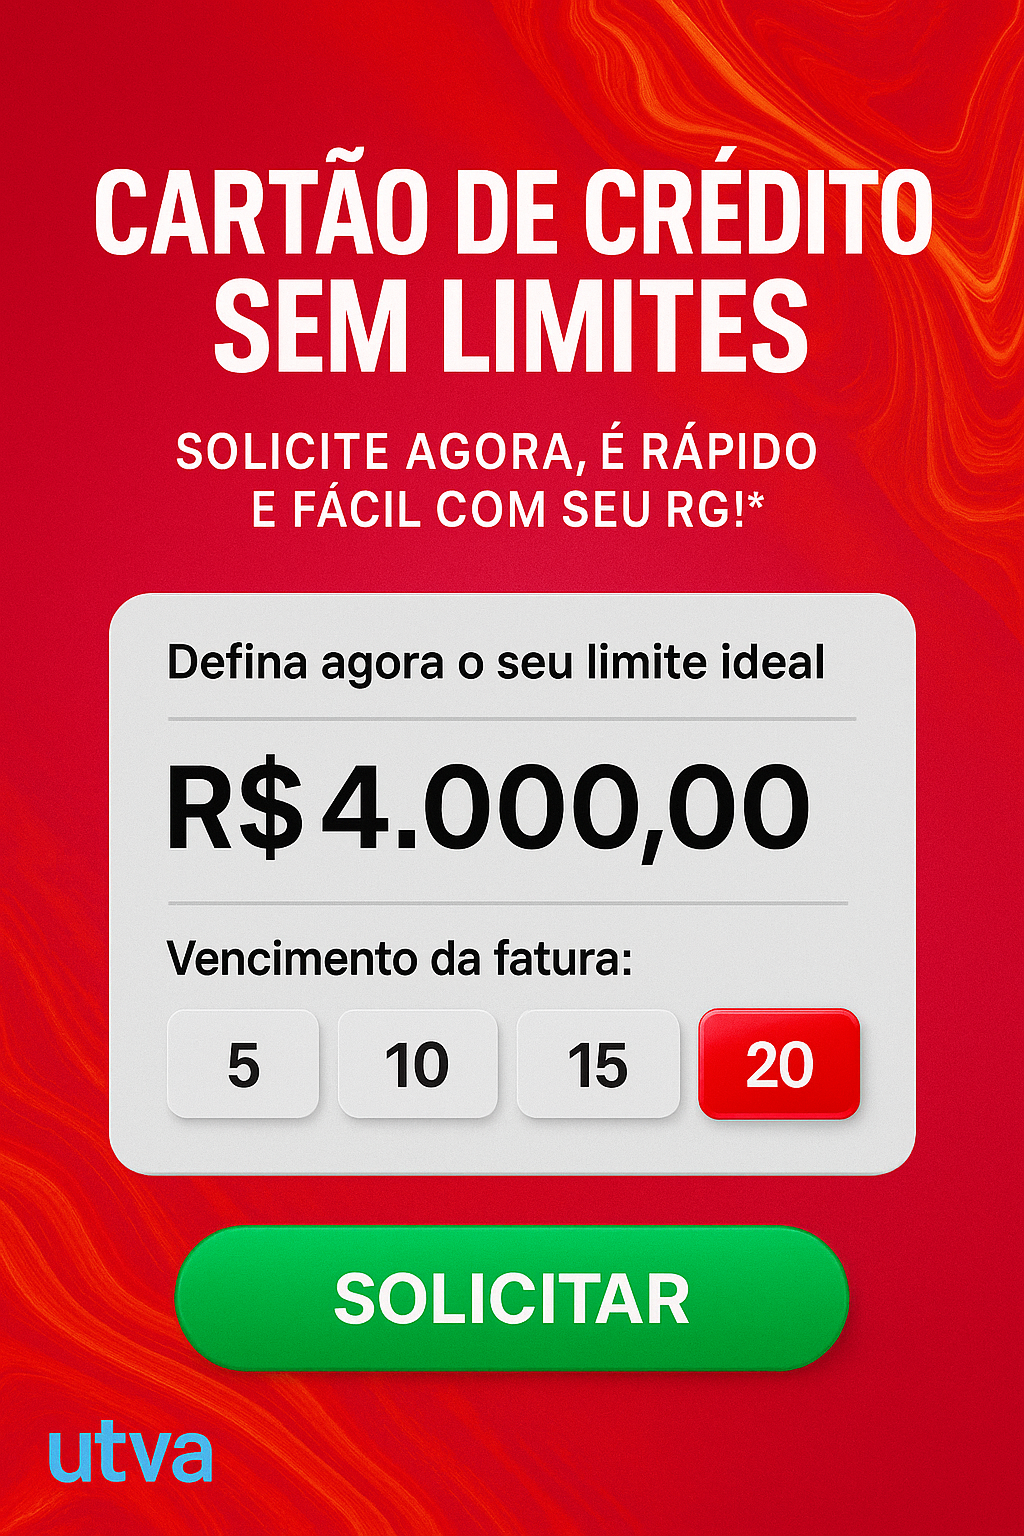 CARTÃO DE CRÉDITO
SEM LIMITES
SOLICITE AGORA, É RÁPIDO
E FÁCIL COM SEU RG!*
Defina agora o seu limite ideal
R$ 4.000,00
Vencimento da fatura:
5 10 15 20
SOLICITAR
utva